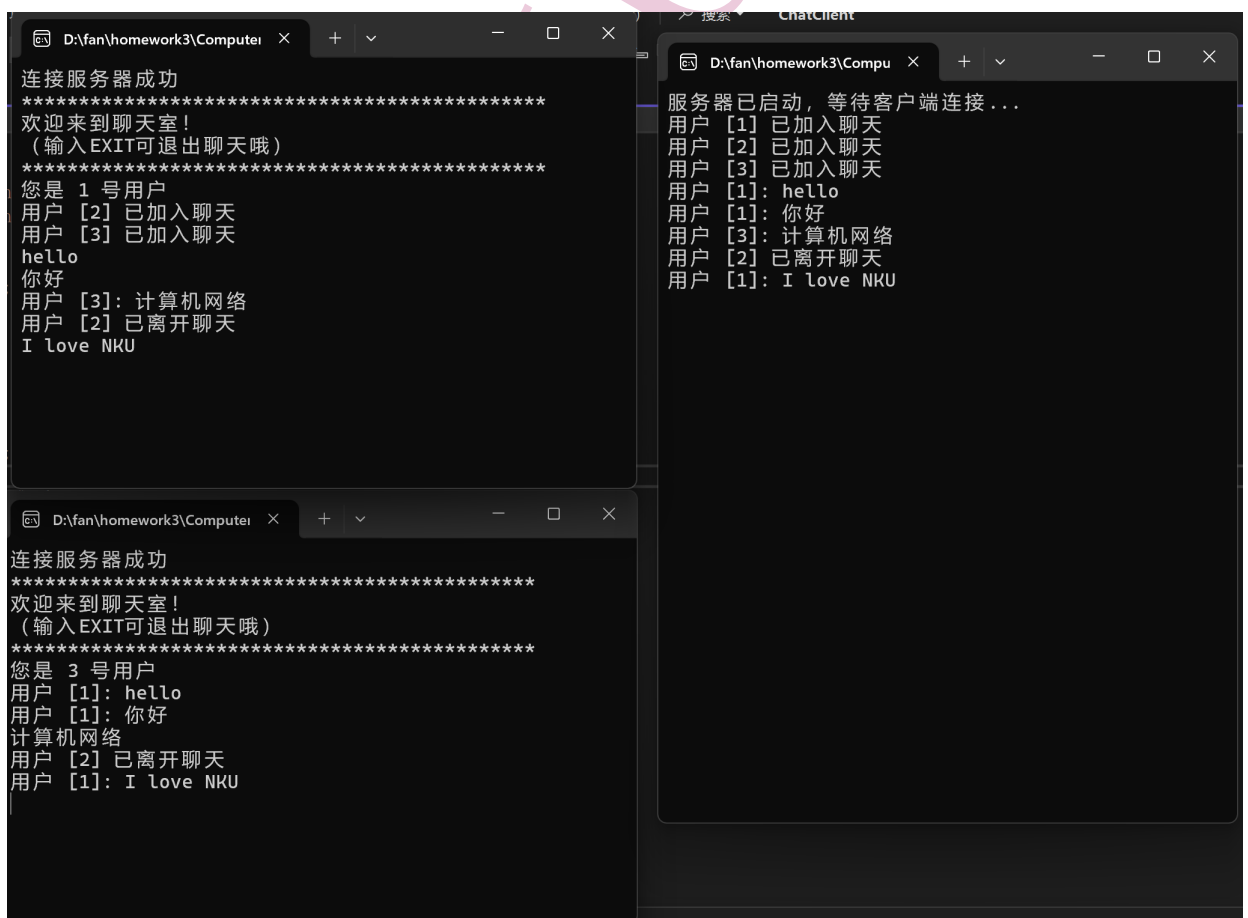 搜索
ChatClient
D:\fan\homework3\Computer
连接服务器成功
**********************************************
欢迎来到聊天室!
(输入EXIT可退出聊天哦)
**********************************************
您是 1 号用户
用户 [2] 已加入聊天
用户 [3] 已加入聊天
hello
你好
用户 [3]: 计算机网络
用户 [2] 已离开聊天
I love NKU
D:\fan\homework3\Compu
服务器已启动, 等待客户端连接...
用户 [1] 已加入聊天
用户 [2] 已加入聊天
用户 [3] 已加入聊天
用户 [1]: hello
用户 [1]: 你好
用户 [3]: 计算机网络
用户 [2] 已离开聊天
用户 [1]: I love NKU
D:\fan\homework3\Computer
连接服务器成功
**********************************************
欢迎来到聊天室!
(输入EXIT可退出聊天哦)
**********************************************
您是 3 号用户
用户 [1]: hello
用户 [1]: 你好
计算机网络
用户 [2] 已离开聊天
用户 [1]: I love NKU